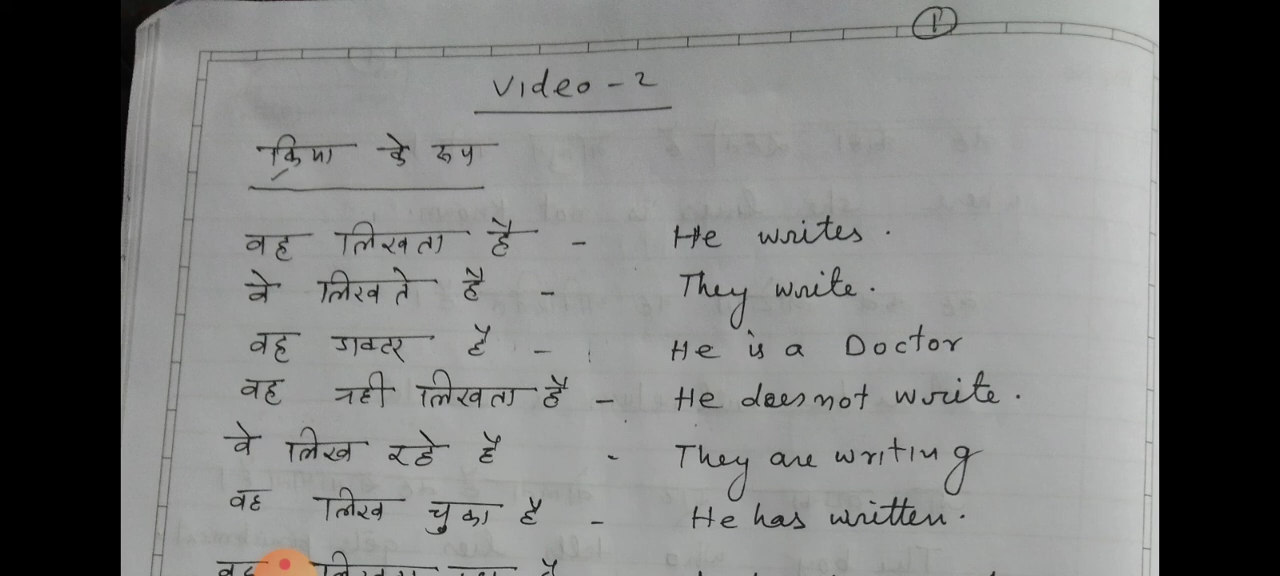 1
Video - 2
क्रिया के रुप
वह लिखता है - He writes.
वे लिखते है - They write.
वह डाक्टर है - He is a Doctor
वह नही लिखता है - He does not write.
वे लिख रहे है - They are writing
वह लिख चुका है - He has written.
वह